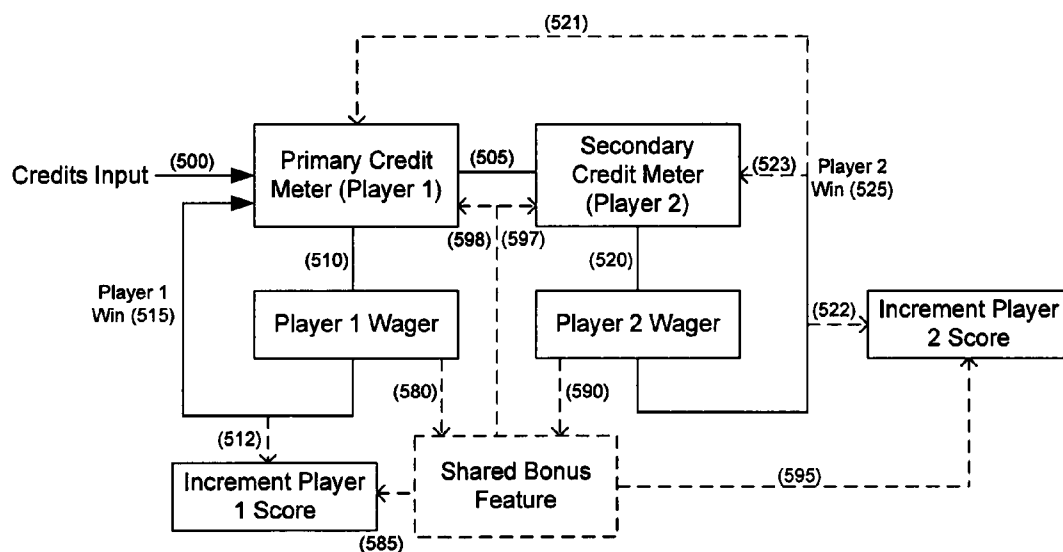 (521)
Credits Input
(500)
Primary Credit
Meter (Player 1)
(505)
Secondary
Credit Meter
(Player 2)
(523)
Player 2
Win (525)
(598)
(597)
(510)
(520)
Player 1
Win (515)
Player 1 Wager
Player 2 Wager
(522)
Increment Player
2 Score
(580)
(590)
(512)
Increment Player
1 Score
(585)
Shared Bonus
Feature
(595)